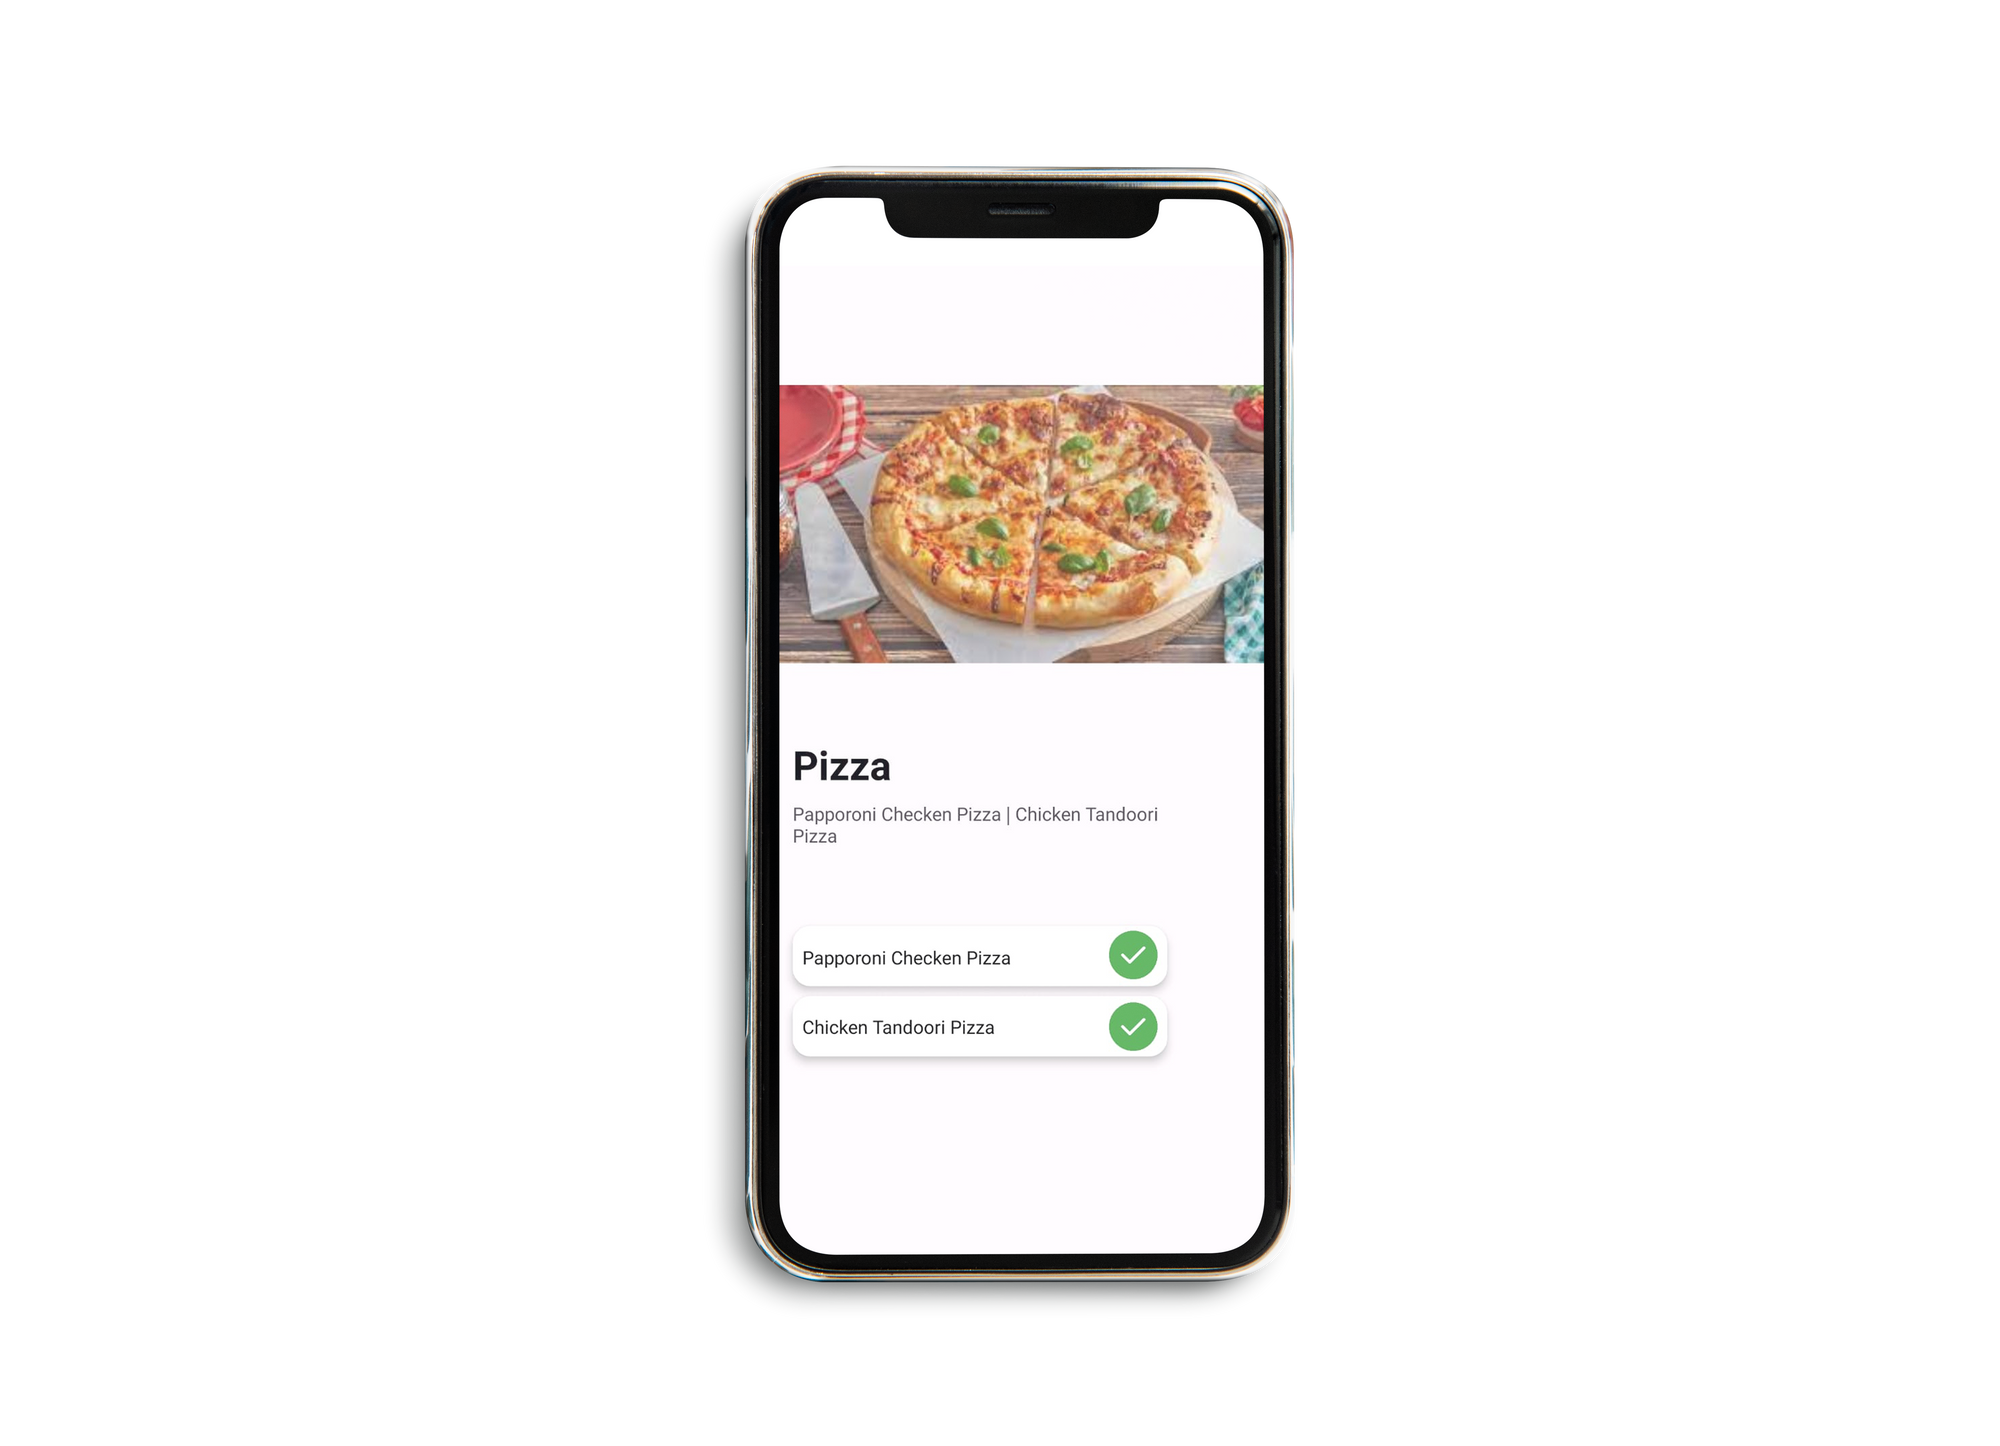 Pizza
Papporoni Checken Pizza | Chicken Tandoori
Pizza
Papporoni Checken Pizza
Chicken Tandoori Pizza